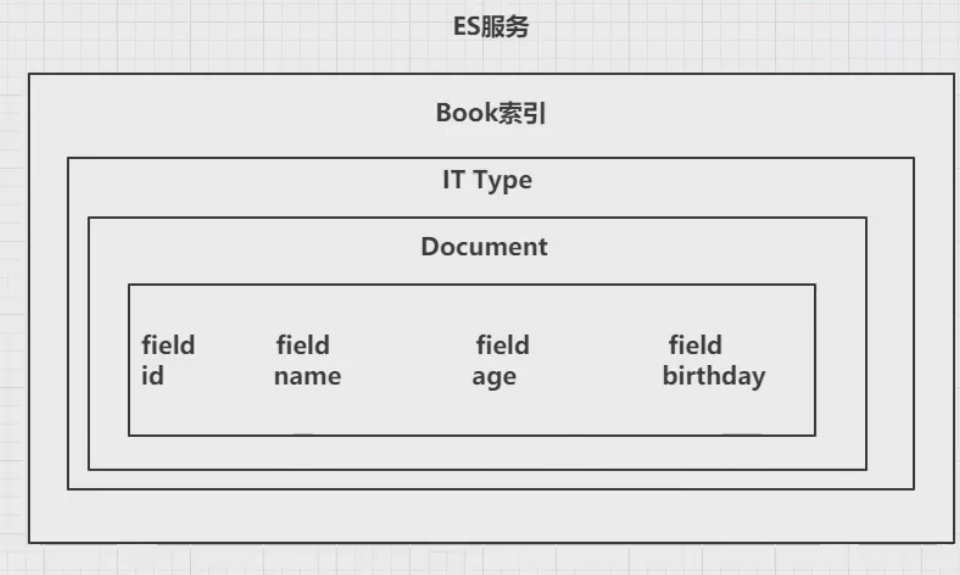 ES服务
Book索引
IT Type
Document
field field field field
id name age birthday